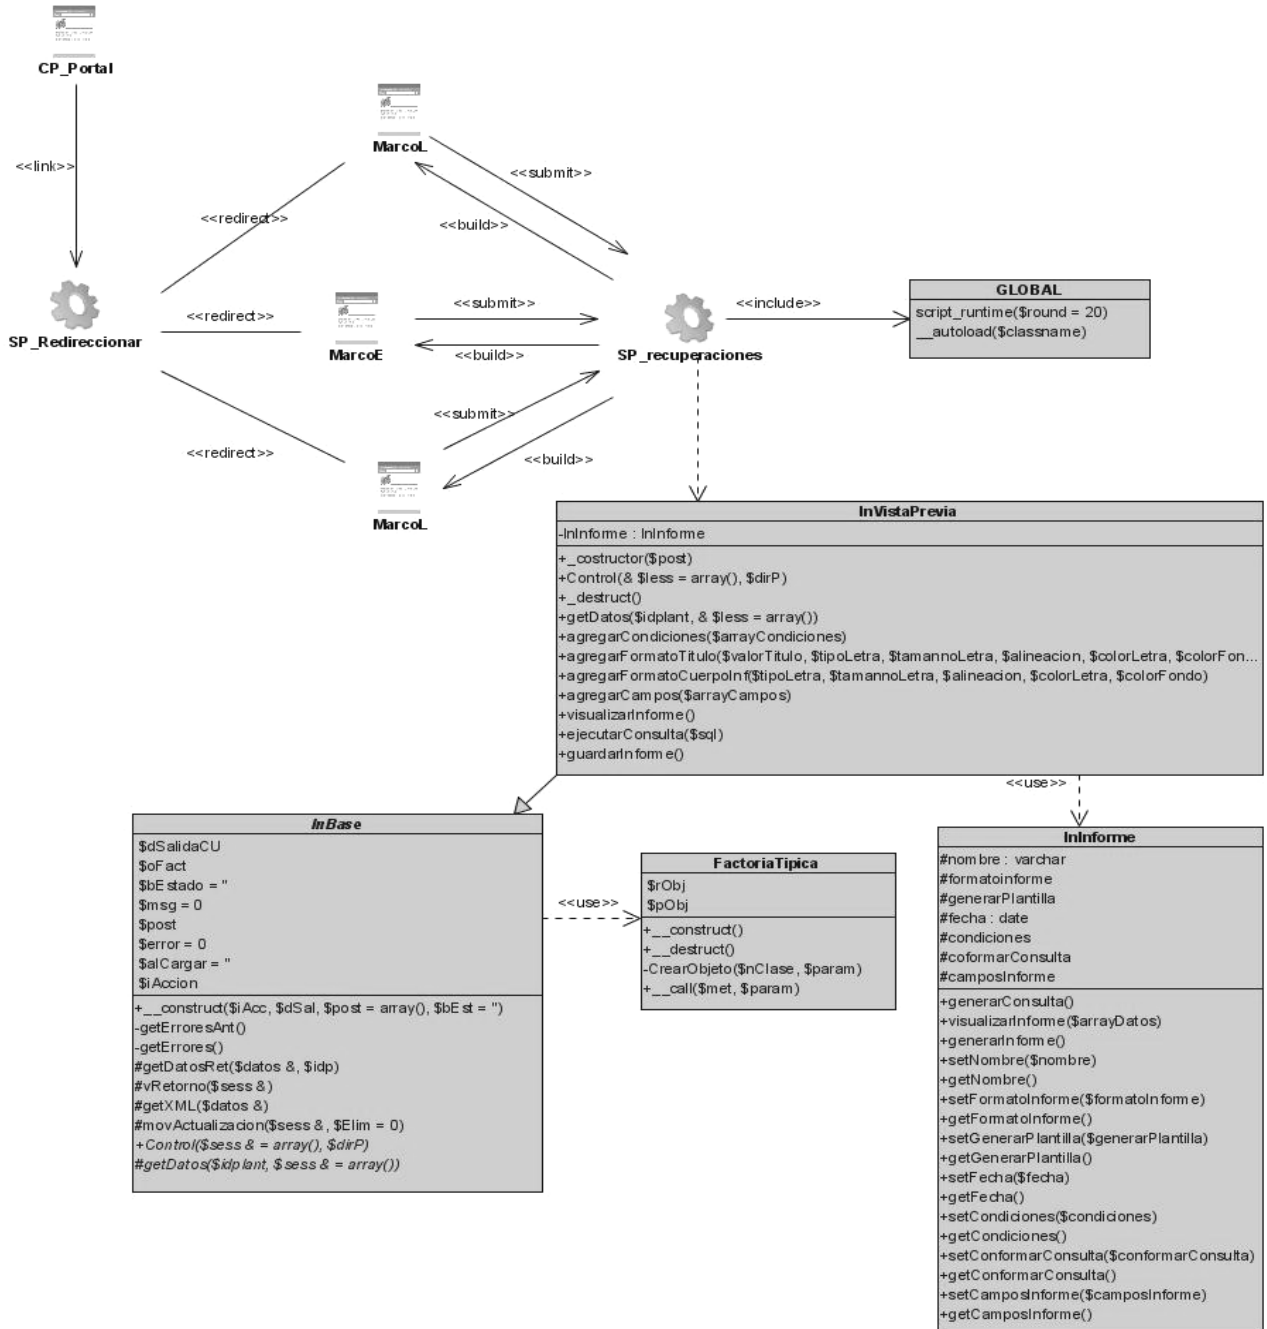 CP_Portal
<<link>>
MarcoL
<<submit>>
<<redirect>>
<<build>>
SP_Redireccionar
<<redirect>>
MarcoE
<<submit>>
<<build>>
SP_recuperaciones
<<include>>
GLOBAL
script_runtime($round = 20)
__autoload($classname)
<<submit>>
<<redirect>>
<<build>>
MarcoL
InVistaPrevia
-InInforme : InInforme
+_costructor($post)
+Control(& $less = array(), $dirP)
+_destruct()
+getDatos($idplant, & $less = array())
+agregarCondiciones($arrayCondiciones)
+agregarFormatoTitulo($valorTitulo, $tipoLetra, $tamannoLetra, $alineacion, $colorLetra, $colorFon...
+agregarFormatoCuerpoInf($tipoLetra, $tamannoLetra, $alineacion, $colorLetra, $colorFondo)
+agregarCampos($arrayCampos)
+visualizarInforme()
+ejecutarConsulta($sql)
+guardarInforme()
<<use>>
InBase
$dSalidaCU
$oFact
$bEstado = ''
$msg = 0
$post
$error = 0
$alCargar = ''
$iAccion
+__construct($iAcc, $dSal, $post = array(), $bEst = '')
-getErroresAnt()
-getErrores()
#getDatosRet($datos &, $idp)
#vRetorno($sess &)
#getXML($datos &)
#movActualizacion($sess &, $Elim = 0)
+Control($sess & = array(), $dirP)
#getDatos($idplant, $sess & = array())
<<use>>
FactoriaTipica
$rObj
$pObj
+__construct()
+__destruct()
-CrearObjeto($nClase, $param)
+__call($met, $param)
InInforme
#nombre : varchar
#formatoinforme
#generarPlantilla
#fecha : date
#condiciones
#coformarConsulta
#camposInforme
+generarConsulta()
+visualizarInforme($arrayDatos)
+generarInforme()
+setNombre($nombre)
+getNombre()
+setFormatoInforme($formatoInforme)
+getFormatoInforme()
+setGenerarPlantilla($generarPlantilla)
+getGenerarPlantilla()
+setFecha($fecha)
+getFecha()
+setCondiciones($condiciones)
+getCondiciones()
+setConformarConsulta($conformarConsulta)
+getConformarConsulta()
+setCamposInforme($camposInforme)
+getCamposInforme()